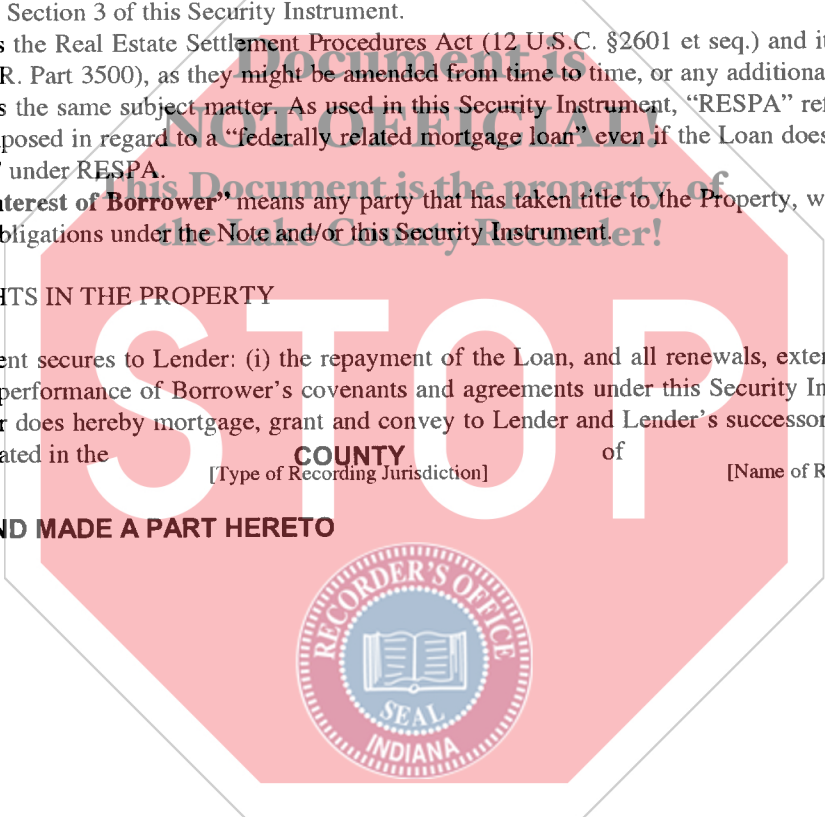 Section 3 of this Security Instrument.
s the Real Estate Settlement Procedures Act (12 U.S.C. §2601 et seq.) and i
Document is
R. Part 3500), as they might be amended from time to time, or any additiona
s the same subject matter. As used in this Security Instrument, “RESPA” re
NOT OFFICIAL!
posed in regard to a “federally related mortgage loan” even if the Loan does
” under RESPA.
This Document is the property of
nterest of Borrower” means any party that has taken title to the Property, w
the Lake County Recorder!
bligations under the Note and/or this Security Instrument.
HTS IN THE PROPERTY
STOP
ent secures to Lender: (i) the repayment of the Loan, and all renewals, exte
performance of Borrower’s covenants and agreements under this Security In
r does hereby mortgage, grant and convey to Lender and Lender’s successor
ated in the COUNTY of
[Type of Recording Jurisdiction] [Name of R
ND MADE A PART HERETO
RECORDER'S OFFICE
SEAL
INDIANA